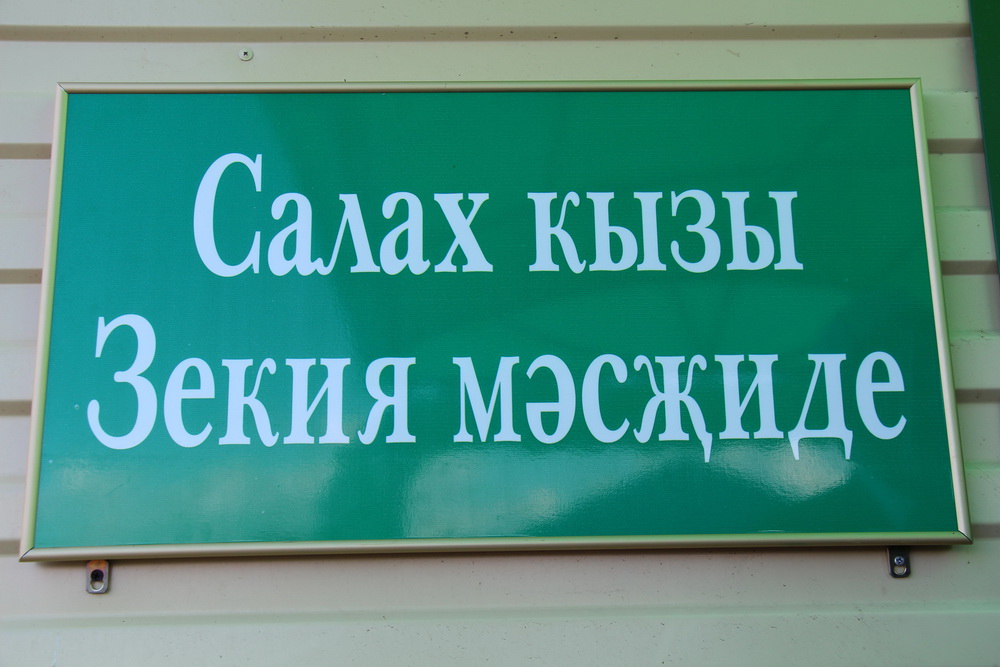 Салах кызы
Зекия мәсҗиде